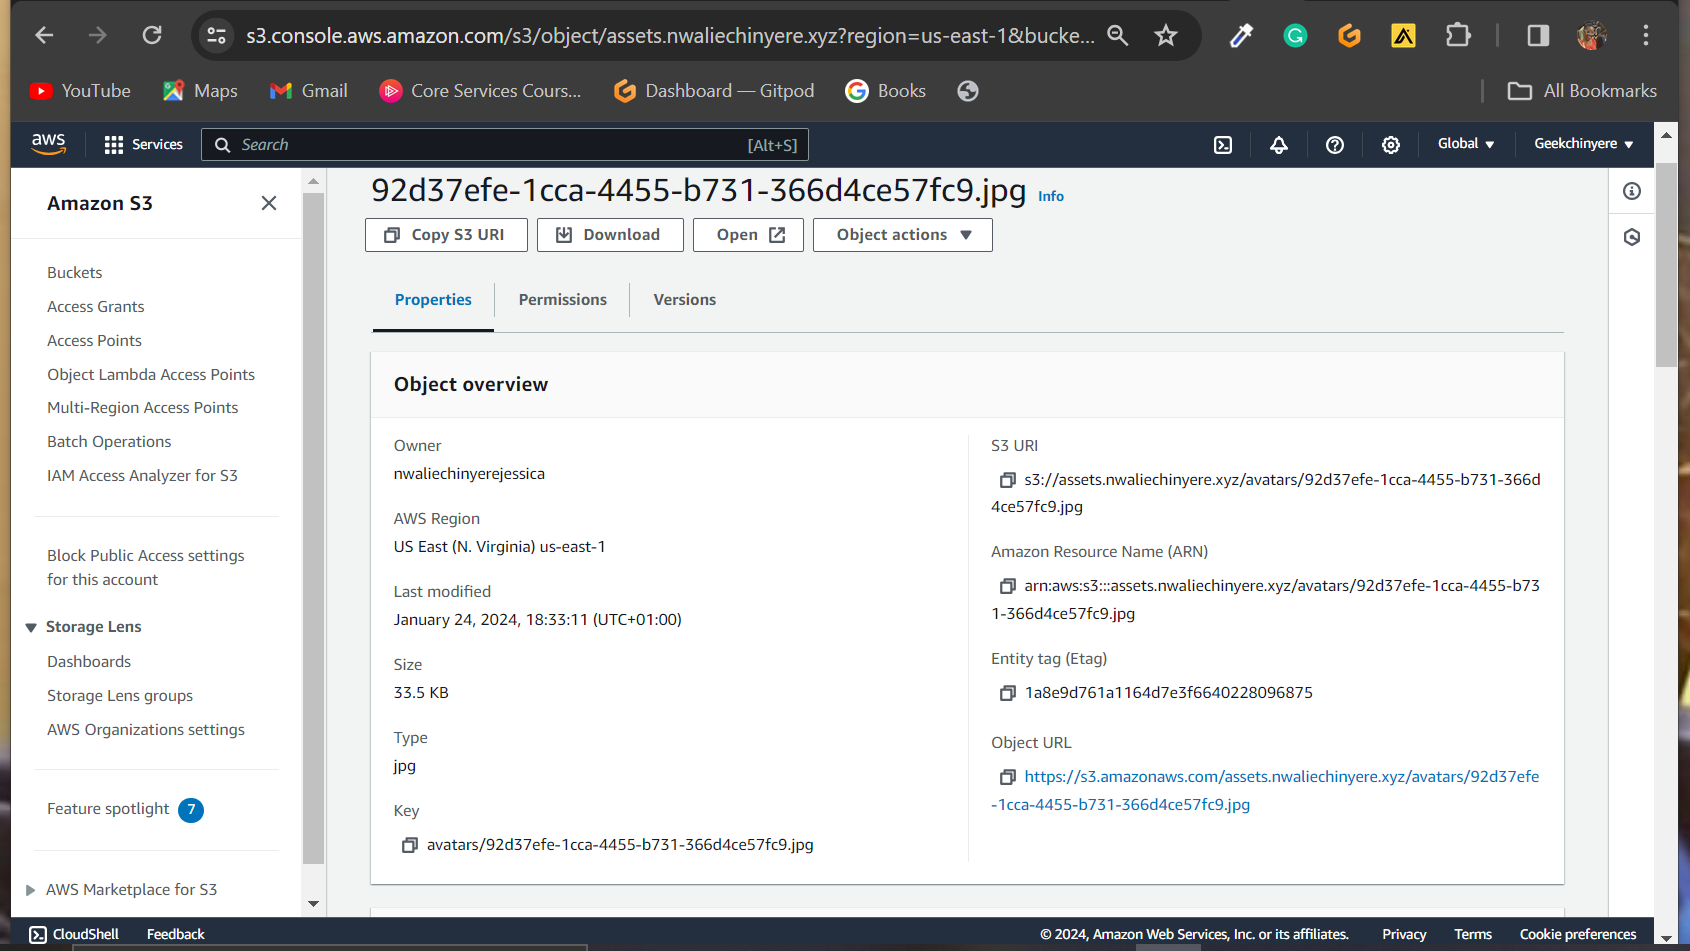 s3.console.aws.amazon.com/s3/object/assets.nwaliechinyere.xyz?region=us-east-1&bucke...
YouTube Maps Gmail Core Services Cours... Dashboard — Gitpod Books All Bookmarks
aws Services Search [Alt+S] Global Geekchinyere
Amazon S3
Buckets
Access Grants
Access Points
Object Lambda Access Points
Multi-Region Access Points
Batch Operations
IAM Access Analyzer for S3
Block Public Access settings
for this account
Storage Lens
Dashboards
Storage Lens groups
AWS Organizations settings
Feature spotlight 7
AWS Marketplace for S3
92d37efe-1cca-4455-b731-366d4ce57fc9.jpg Info
Copy S3 URI Download Open Object actions
Properties Permissions Versions
Object overview
Owner
nwaliechinyerejessica
AWS Region
US East (N. Virginia) us-east-1
Last modified
January 24, 2024, 18:33:11 (UTC+01:00)
Size
33.5 KB
Type
jpg
Key
avatars/92d37efe-1cca-4455-b731-366d4ce57fc9.jpg
S3 URI
s3://assets.nwaliechinyere.xyz/avatars/92d37efe-1cca-4455-b731-366d
4ce57fc9.jpg
Amazon Resource Name (ARN)
arn:aws:s3:::assets.nwaliechinyere.xyz/avatars/92d37efe-1cca-4455-b73
1-366d4ce57fc9.jpg
Entity tag (Etag)
1a8e9d761a1164d7e3f6640228096875
Object URL
https://s3.amazonaws.com/assets.nwaliechinyere.xyz/avatars/92d37efe
-1cca-4455-b731-366d4ce57fc9.jpg
CloudShell Feedback © 2024, Amazon Web Services, Inc. or its affiliates. Privacy Terms Cookie preferences